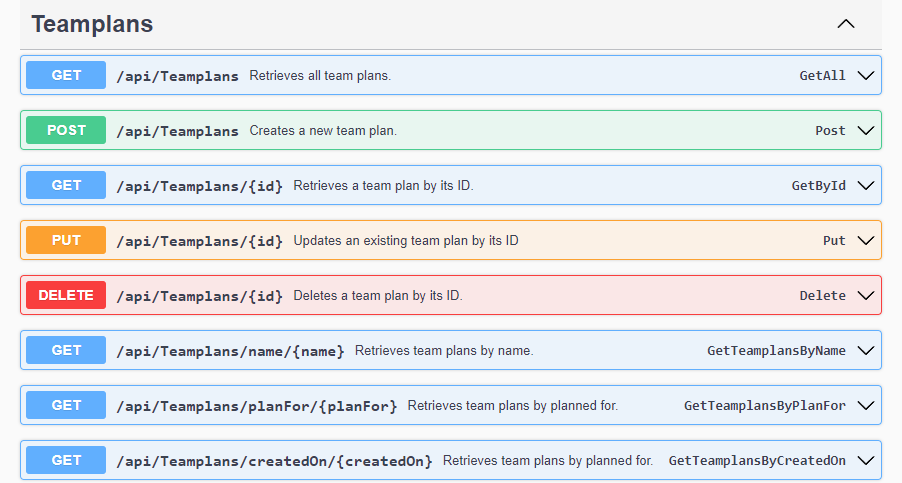 Teamplans
GET /api/Teamplans Retrieves all team plans. GetAll
POST /api/Teamplans Creates a new team plan. Post
GET /api/Teamplans/{id} Retrieves a team plan by its ID. GetById
PUT /api/Teamplans/{id} Updates an existing team plan by its ID Put
DELETE /api/Teamplans/{id} Deletes a team plan by its ID. Delete
GET /api/Teamplans/name/{name} Retrieves team plans by name. GetTeamplansByName
GET /api/Teamplans/planFor/{planFor} Retrieves team plans by planned for. GetTeamplansByPlanFor
GET /api/Teamplans/createdOn/{createdOn} Retrieves team plans by planned for. GetTeamplansByCreatedOn